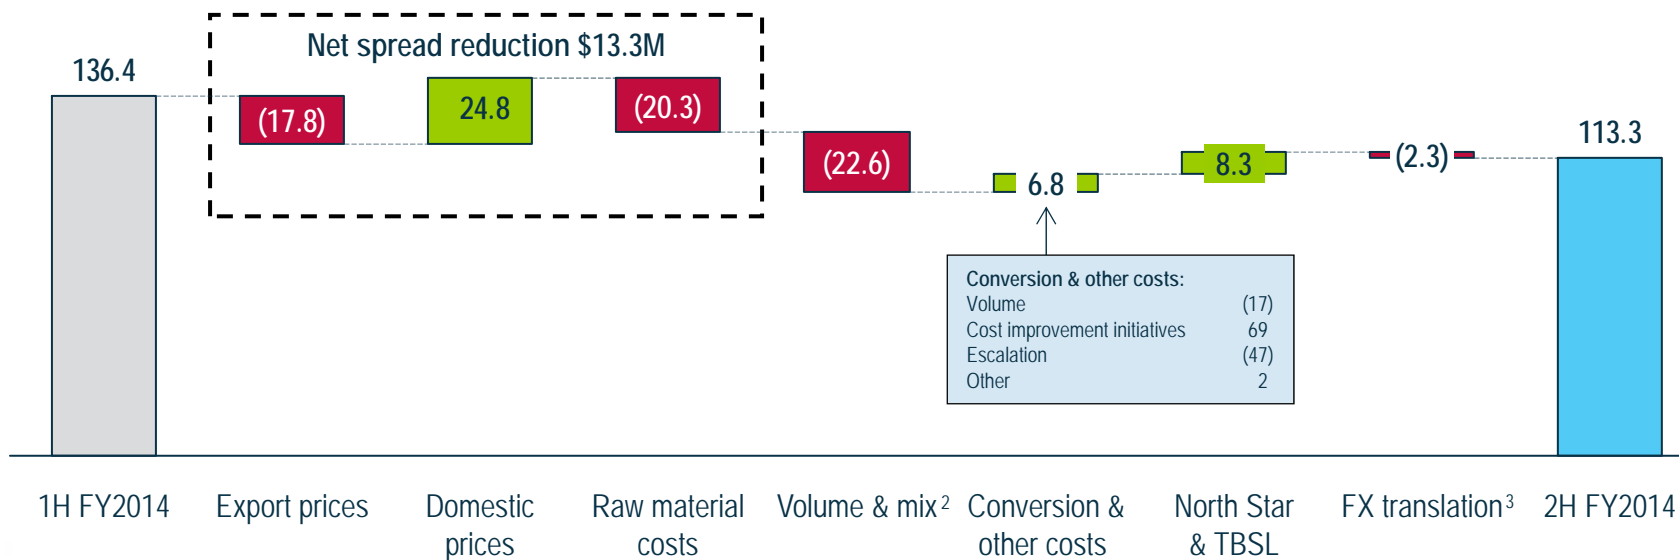 Net spread reduction $13.3M
136.4
(17.8)
24.8
(20.3)
(22.6)
6.8
8.3
(2.3)
113.3
Conversion & other costs:
Volume (17)
Cost improvement initiatives 69
Escalation (47)
Other 2
1H FY2014
Export prices
Domestic
prices
Raw material
costs
Volume & mix²
Conversion &
other costs
North Star
& TBSL
FX translation³
2H FY2014